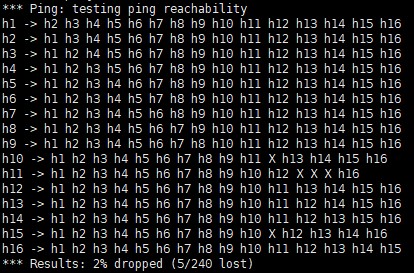 *** Ping: testing ping reachability
h1 -> h2 h3 h4 h5 h6 h7 h8 h9 h10 h11 h12 h13 h14 h15 h16
h2 -> h1 h3 h4 h5 h6 h7 h8 h9 h10 h11 h12 h13 h14 h15 h16
h3 -> h1 h2 h4 h5 h6 h7 h8 h9 h10 h11 h12 h13 h14 h15 h16
h4 -> h1 h2 h3 h5 h6 h7 h8 h9 h10 h11 h12 h13 h14 h15 h16
h5 -> h1 h2 h3 h4 h6 h7 h8 h9 h10 h11 h12 h13 h14 h15 h16
h6 -> h1 h2 h3 h4 h5 h7 h8 h9 h10 h11 h12 h13 h14 h15 h16
h7 -> h1 h2 h3 h4 h5 h6 h8 h9 h10 h11 h12 h13 h14 h15 h16
h8 -> h1 h2 h3 h4 h5 h6 h7 h9 h10 h11 h12 h13 h14 h15 h16
h9 -> h1 h2 h3 h4 h5 h6 h7 h8 h10 h11 h12 h13 h14 h15 h16
h10 -> h1 h2 h3 h4 h5 h6 h7 h8 h9 h11 X h13 h14 h15 h16
h11 -> h1 h2 h3 h4 h5 h6 h7 h8 h9 h10 h12 X X X h16
h12 -> h1 h2 h3 h4 h5 h6 h7 h8 h9 h10 h11 h13 h14 h15 h16
h13 -> h1 h2 h3 h4 h5 h6 h7 h8 h9 h10 h11 h12 h14 h15 h16
h14 -> h1 h2 h3 h4 h5 h6 h7 h8 h9 h10 h11 h12 h13 h15 h16
h15 -> h1 h2 h3 h4 h5 h6 h7 h8 h9 h10 X h12 h13 h14 h16
h16 -> h1 h2 h3 h4 h5 h6 h7 h8 h9 h10 h11 h12 h13 h14 h15
*** Results: 2% dropped (5/240 lost)